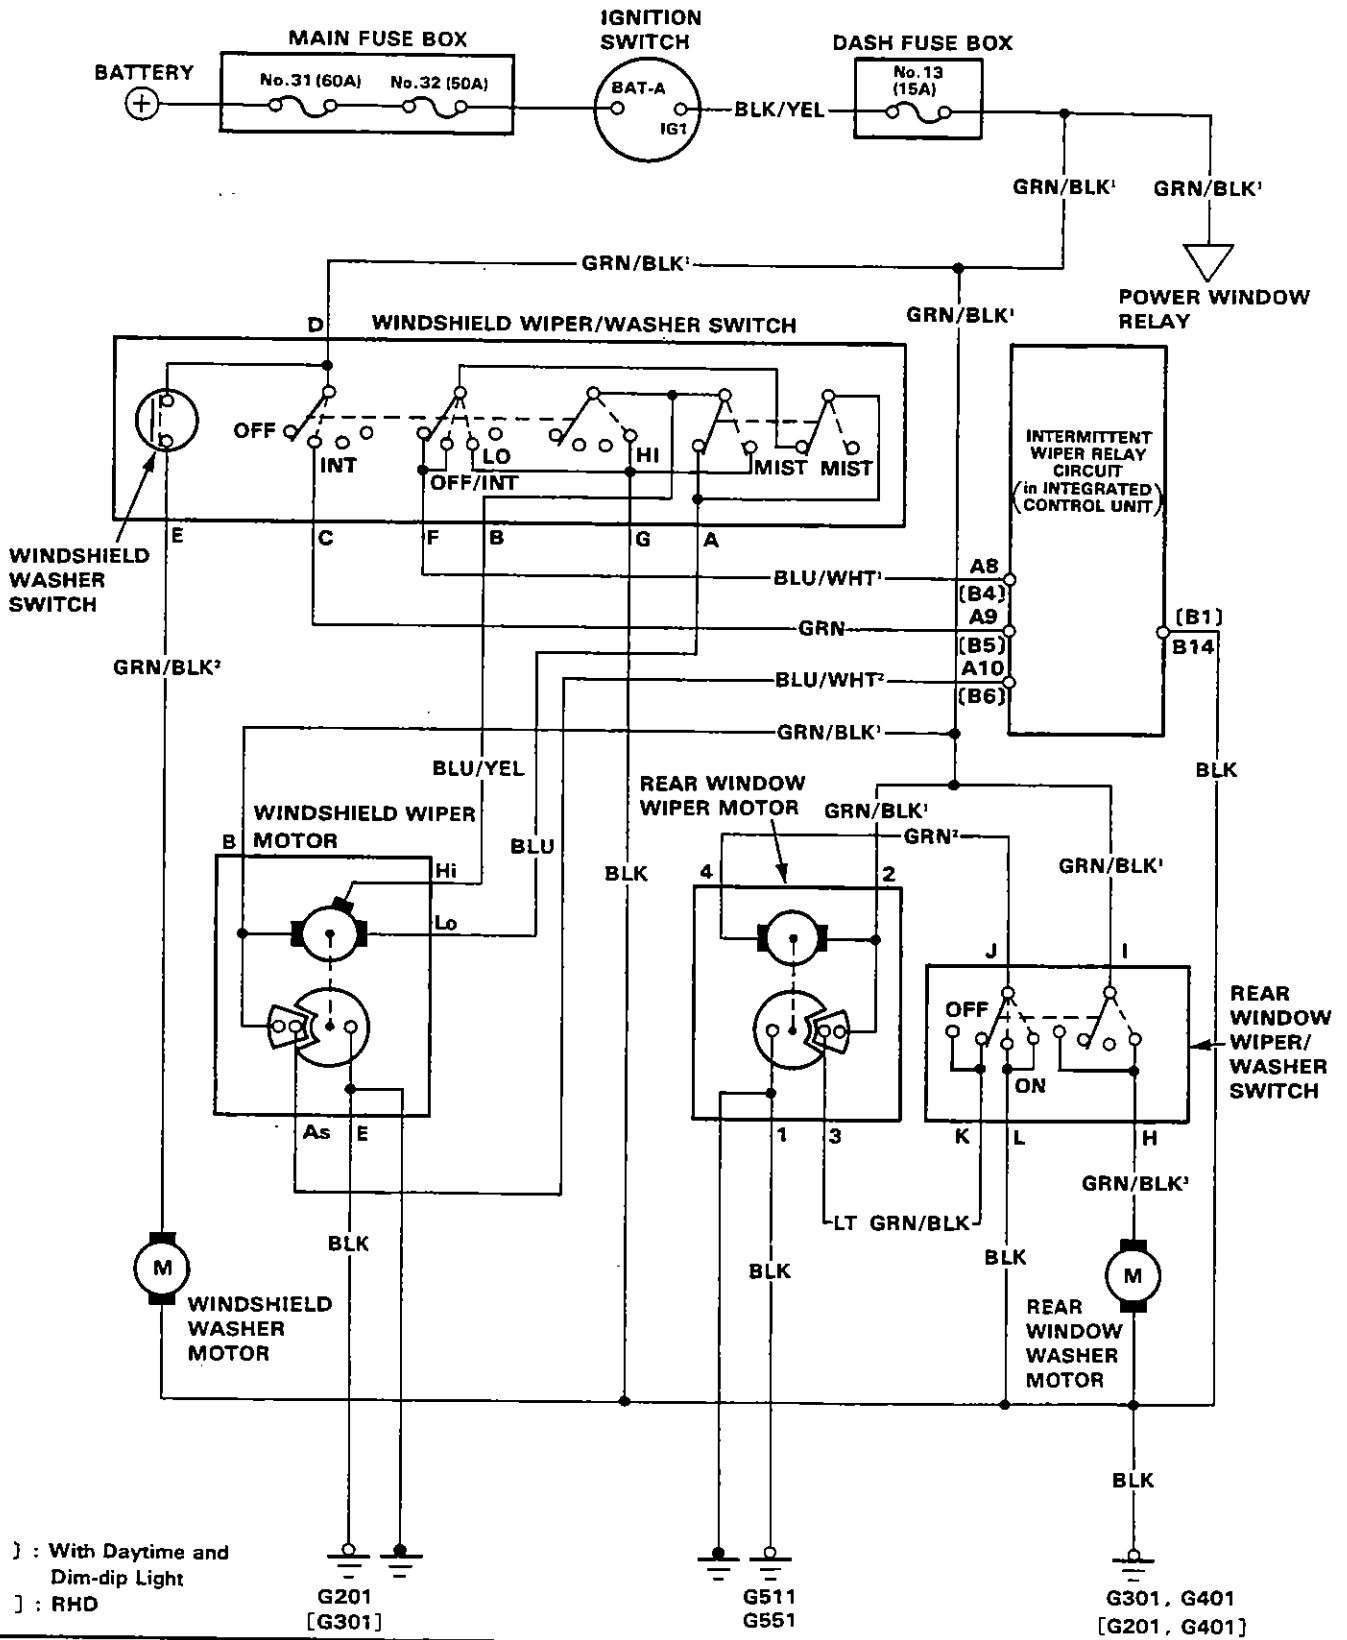 IGNITION
SWITCH
MAIN FUSE BOX
DASH FUSE BOX
BATTERY
No.31 (60A)
No.32 (50A)
BAT-A
IG1
BLK/YEL
No.13
(15A)
GRN/BLK¹
GRN/BLK¹
GRN/BLK¹
POWER WINDOW
RELAY
GRN/BLK¹
D
WINDSHIELD WIPER/WASHER SWITCH
OFF
INT
LO
OFF/INT
HI
MIST
MIST
INTERMITTENT
WIPER RELAY
CIRCUIT
(in INTEGRATED
CONTROL UNIT)
E
C
F
B
G
A
WINDSHIELD
WASHER
SWITCH
BLU/WHT¹
A8
(B4)
GRN
A9
(B5)
BLU/WHT²
A10
(B6)
(B1)
B14
GRN/BLK²
GRN/BLK¹
BLU/YEL
BLK
REAR WINDOW
WIPER MOTOR
GRN/BLK¹
WINDSHIELD WIPER
MOTOR
B
BLU
GRN²
BLK
GRN/BLK¹
Hi
Lo
4
2
J
I
REAR
WINDOW
WIPER/
WASHER
SWITCH
OFF
ON
As
E
1
3
K
L
H
GRN/BLK³
LT GRN/BLK
BLK
BLK
BLK
M
WINDSHIELD
WASHER
MOTOR
M
REAR
WINDOW
WASHER
MOTOR
BLK
} : With Daytime and
Dim-dip Light
] : RHD
G201
[G301]
G511
G551
G301, G401
[G201, G401]